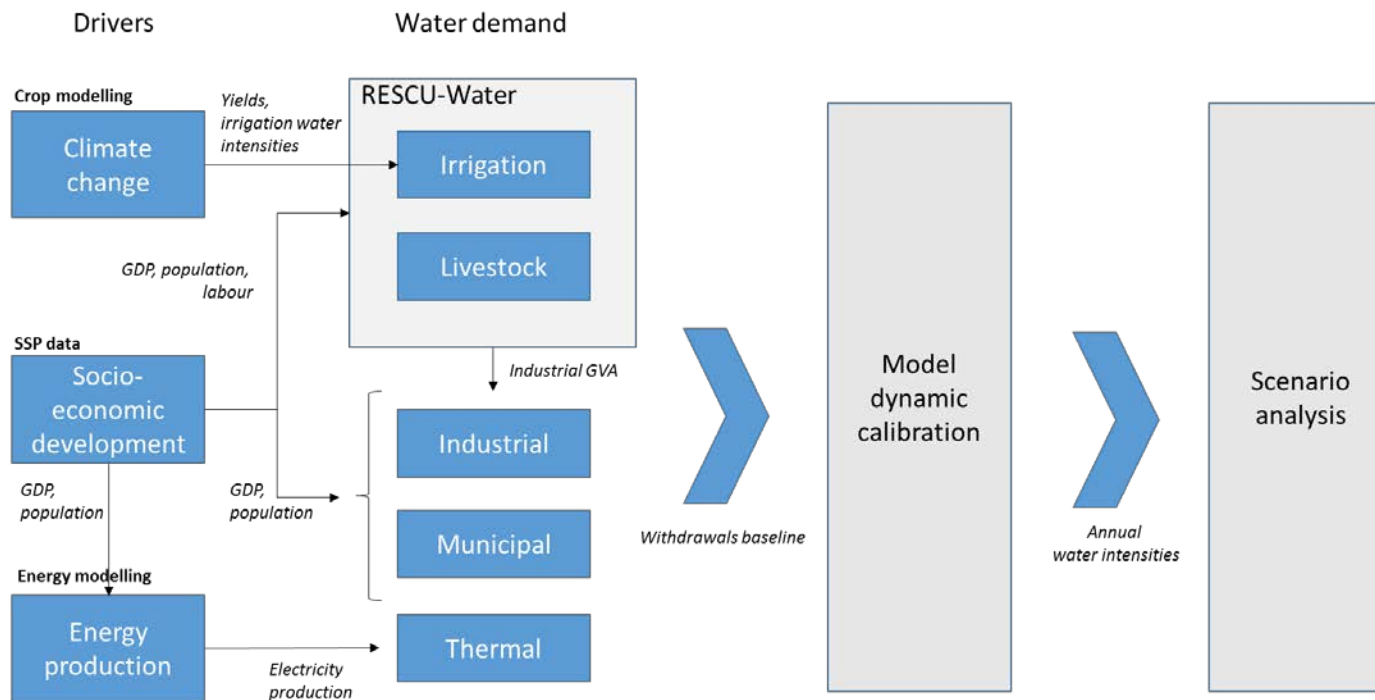 Drivers
Water demand
Crop modelling
Climate
change
Yields,
irrigation water
intensities
RESCU-Water
Irrigation
Livestock
GDP, population,
labour
SSP data
Socio-
economic
development
Industrial GVA
GDP,
population
GDP,
population
Industrial
Municipal
Energy modelling
Energy
production
Electricity
production
Thermal
Withdrawals baseline
Model
dynamic
calibration
Annual
water intensities
Scenario
analysis